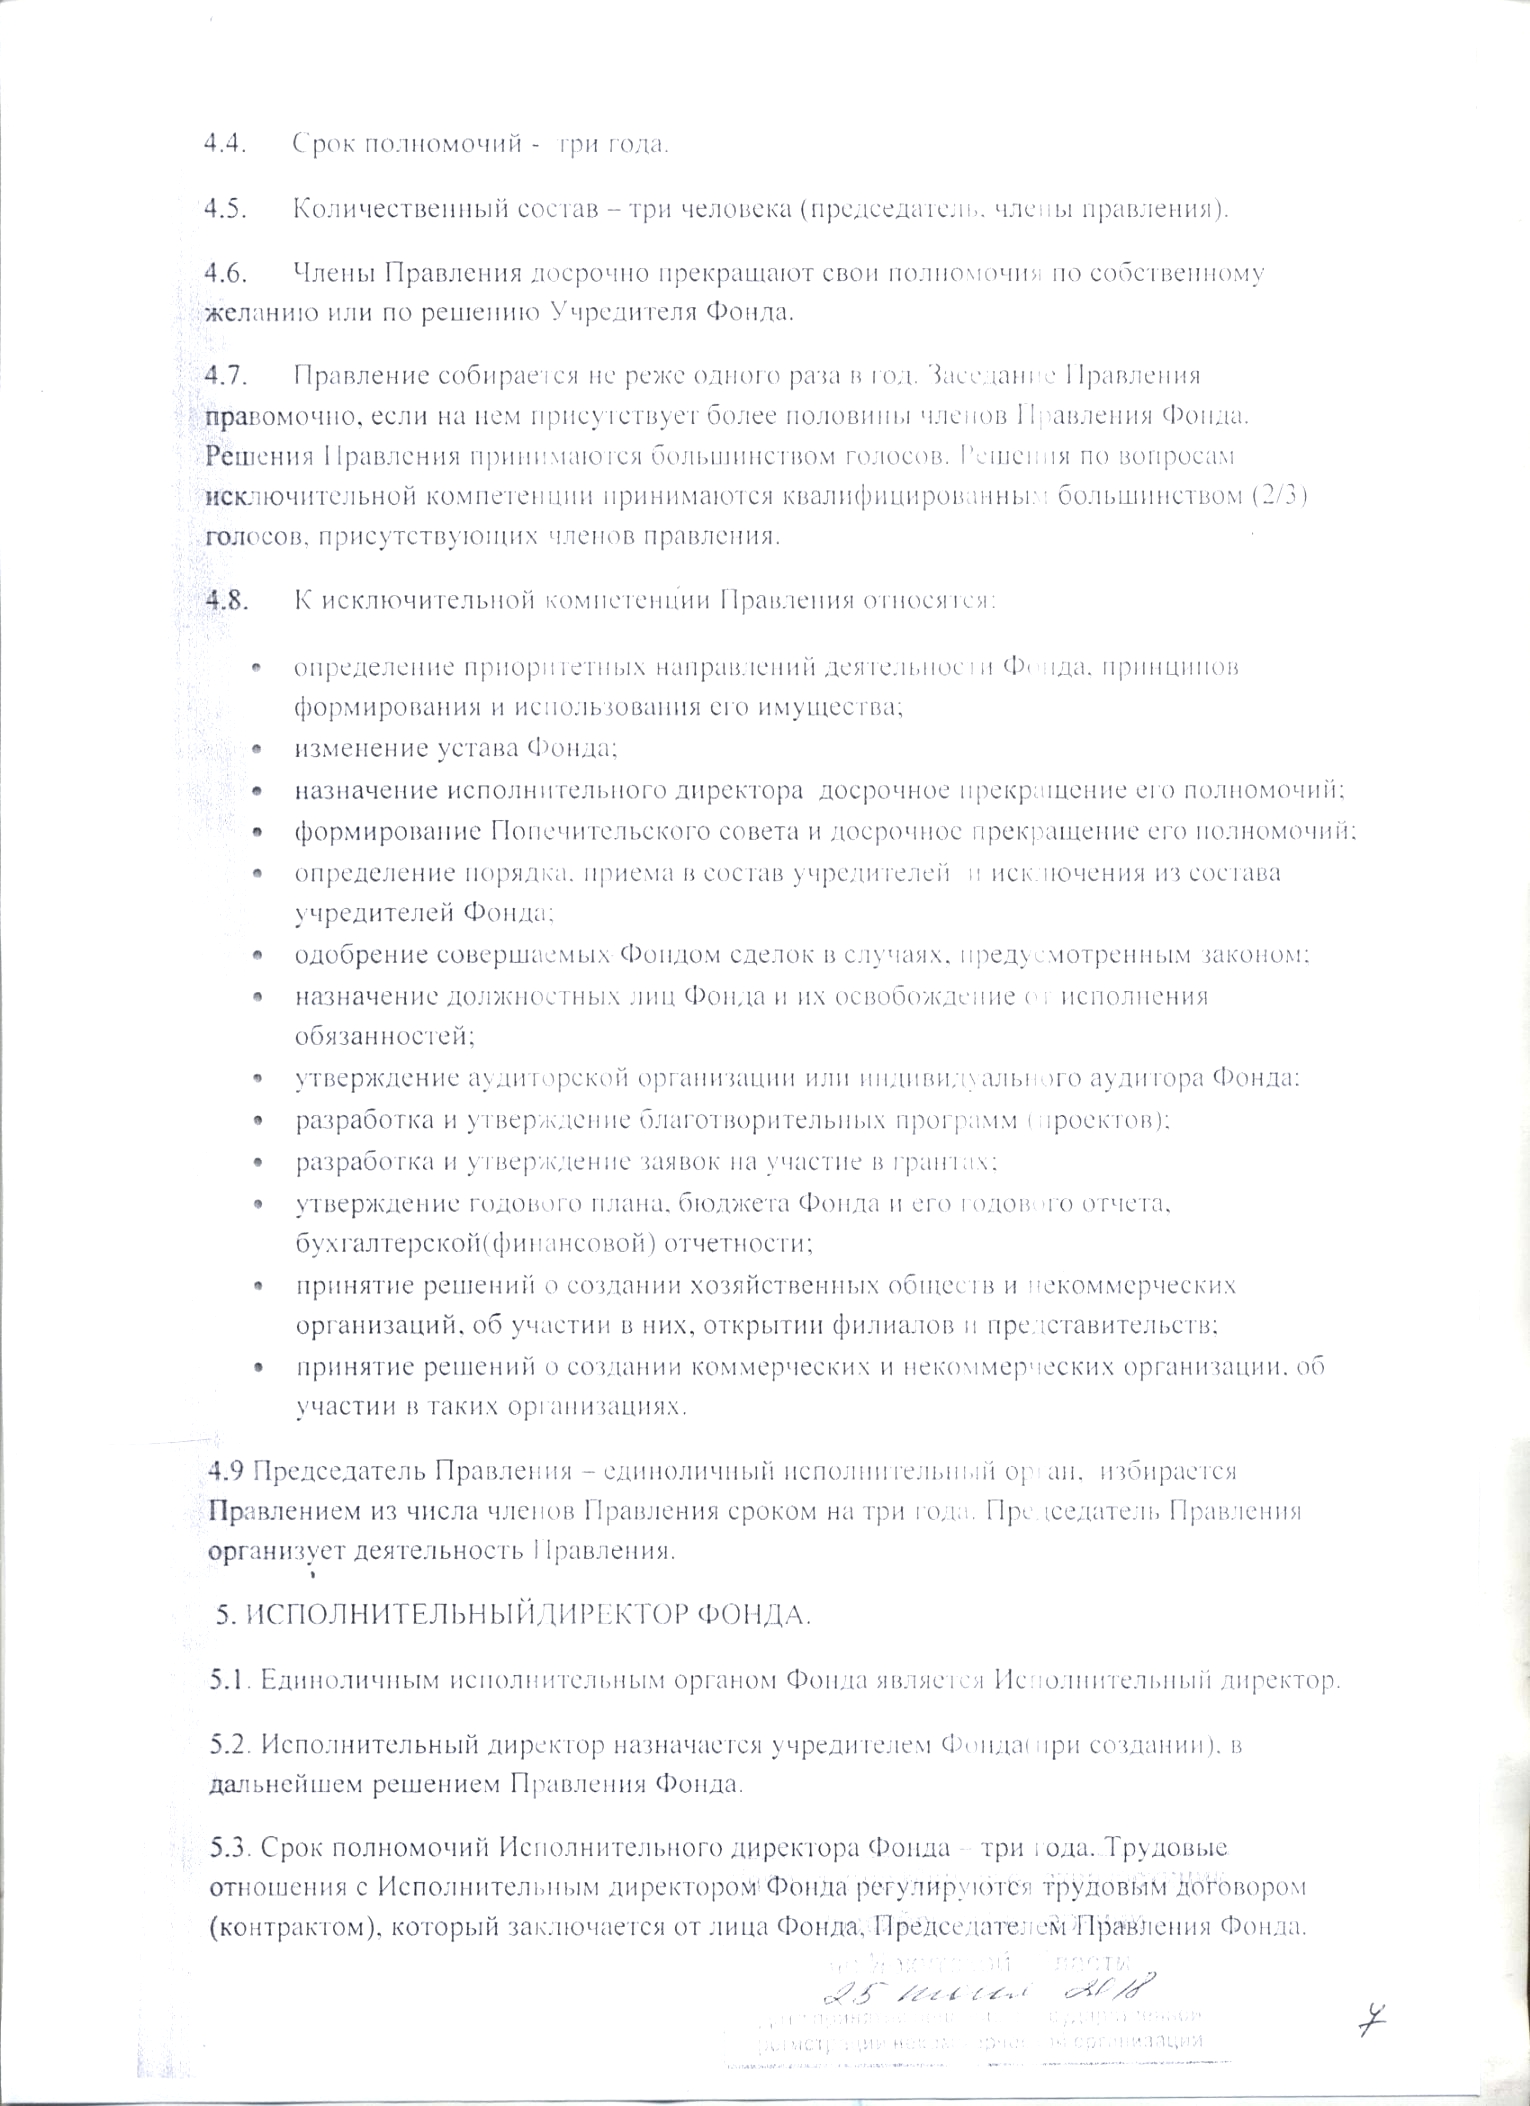 4.4. Срок полномочий - три года.
4.5. Количественный состав – три человека (председатель, члены правления).
4.6. Члены Правления досрочно прекращают свои полномочия по собственному
желанию или по решению Учредителя Фонда.
4.7. Правление собирается не реже одного раза в год. Заседание Правления
правомочно, если на нем присутствует более половины членов Правления Фонда.
Решения Правления принимаются большинством голосов. Решения по вопросам
исключительной компетенции принимаются квалифицированным большинством (2/3)
голосов, присутствующих членов правления.
4.8. К исключительной компетенции Правления относятся:
• определение приоритетных направлений деятельности Фонда, принципов
формирования и использования его имущества;
• изменение устава Фонда;
• назначение исполнительного директора досрочное прекращение его полномочий;
• формирование Попечительского совета и досрочное прекращение его полномочий;
• определение порядка, приема в состав учредителей и исключения из состава
учредителей Фонда;
• одобрение совершаемых Фондом сделок в случаях, предусмотренным законом;
• назначение должностных лиц Фонда и их освобождение от исполнения
обязанностей;
• утверждение аудиторской организации или индивидуального аудитора Фонда;
• разработка и утверждение благотворительных программ (проектов);
• разработка и утверждение заявок на участие в грантах;
• утверждение годового плана, бюджета Фонда и его годового отчета,
бухгалтерской(финансовой) отчетности;
• принятие решений о создании хозяйственных обществ и некоммерческих
организаций, об участии в них, открытии филиалов и представительств;
• принятие решений о создании коммерческих и некоммерческих организации, об
участии в таких организациях.
4.9 Председатель Правления – единоличный исполнительный орган, избирается
Правлением из числа членов Правления сроком на три года. Председатель Правления
организует деятельность Правления.
5. ИСПОЛНИТЕЛЬНЫЙДИРЕКТОР ФОНДА.
5.1. Единоличным исполнительным органом Фонда является Исполнительный директор.
5.2. Исполнительный директор назначается учредителем Фонда(при создании), в
дальнейшем решением Правления Фонда.
5.3. Срок полномочий Исполнительного директора Фонда – три года. Трудовые
отношения с Исполнительным директором Фонда регулируются трудовым договором
(контрактом), который заключается от лица Фонда, Председателем Правления Фонда.
25 июля 2018
регистрации некоммерческой организации
7